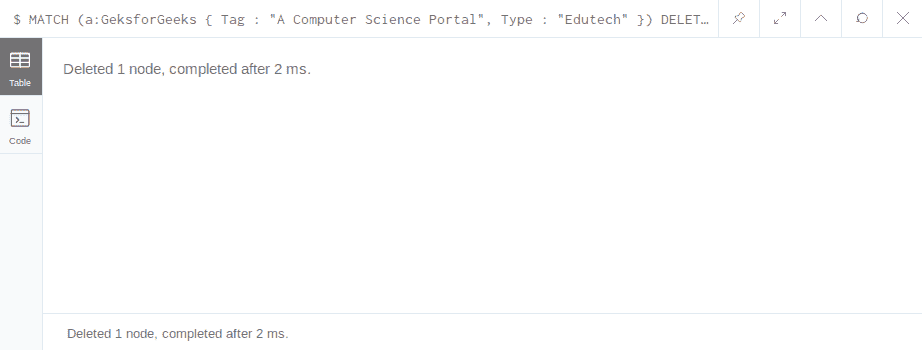 $ MATCH (a:GeksforGeeks { Tag : "A Computer Science Portal", Type : "Edutech" }) DELET…
Table
Deleted 1 node, completed after 2 ms.
Code
Deleted 1 node, completed after 2 ms.